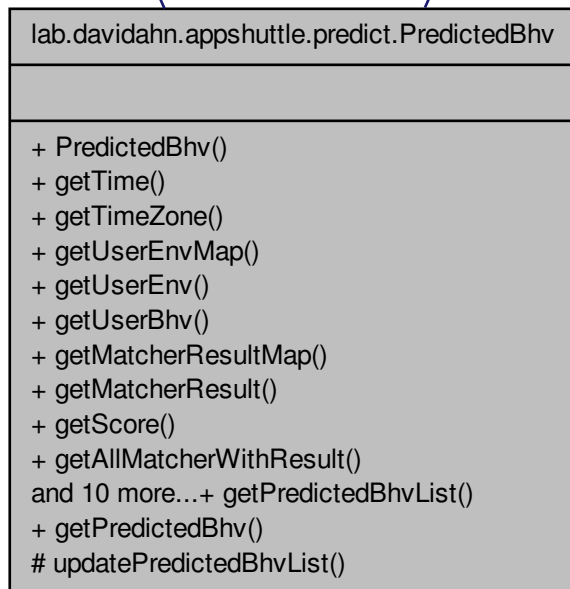 lab.davidahn.appshuttle.predict.PredictedBhv
+ PredictedBhv()
+ getTime()
+ getTimeZone()
+ getUserEnvMap()
+ getUserEnv()
+ getUserBhv()
+ getMatcherResultMap()
+ getMatcherResult()
+ getScore()
+ getAllMatcherWithResult()
and 10 more...+ getPredictedBhvList()
+ getPredictedBhv()
# updatePredictedBhvList()